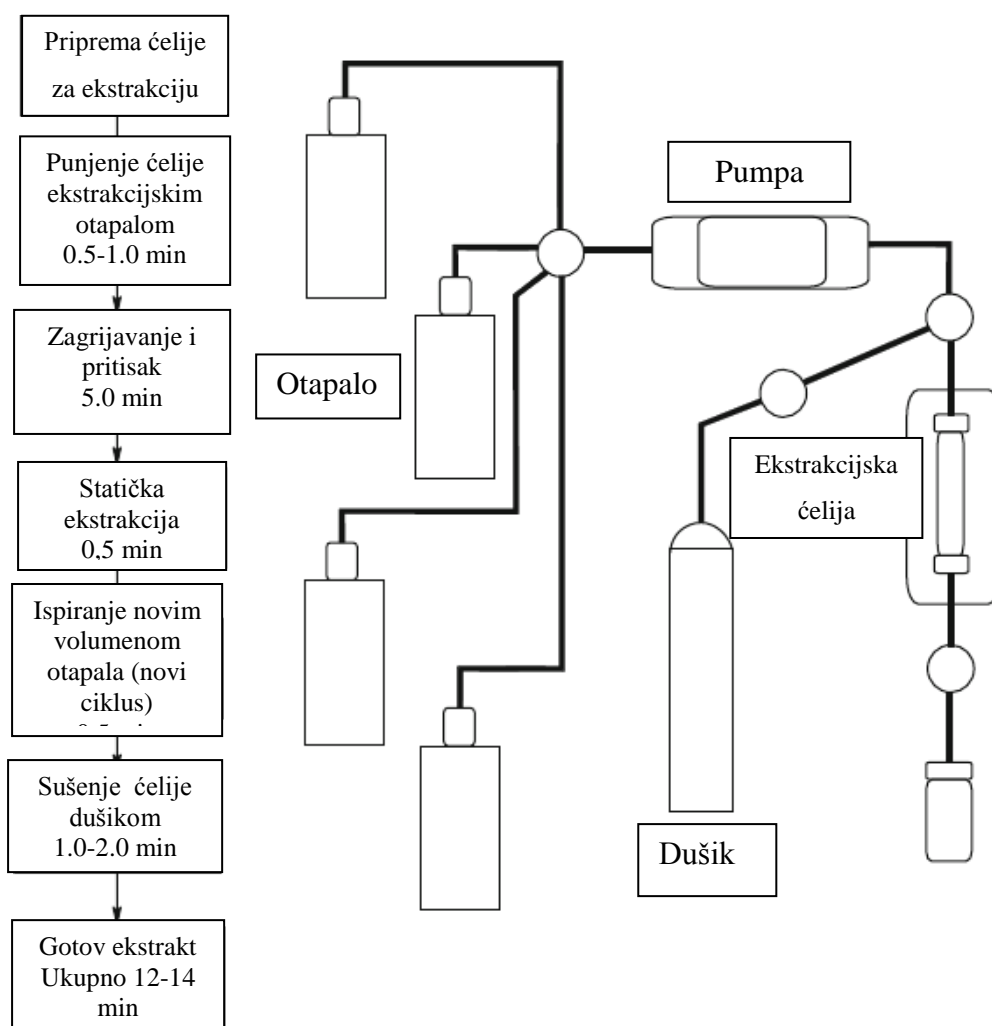 Priprema ćelije
za ekstrakciju
Punjenje ćelije
ekstrakcijskim
otapalom
0.5-1.0 min
Zagrijavanje i
pritisak
5.0 min
Statička
ekstrakcija
0,5 min
Ispiranje novim
volumenom
otapala (novi
ciklus)
Sušenje ćelije
dušikom
1.0-2.0 min
Gotov ekstrakt
Ukupno 12-14
min
Otapalo
Pumpa
Ekstrakcijska
ćelija
Dušik